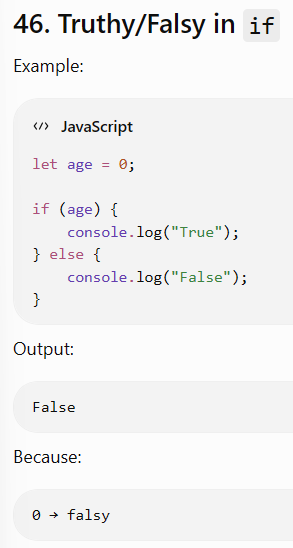 46. Truthy/Falsy in if
Example:
</> JavaScript
let age = 0;
if (age) {
    console.log("True");
} else {
    console.log("False");
}
Output:
False
Because:
0 → falsy